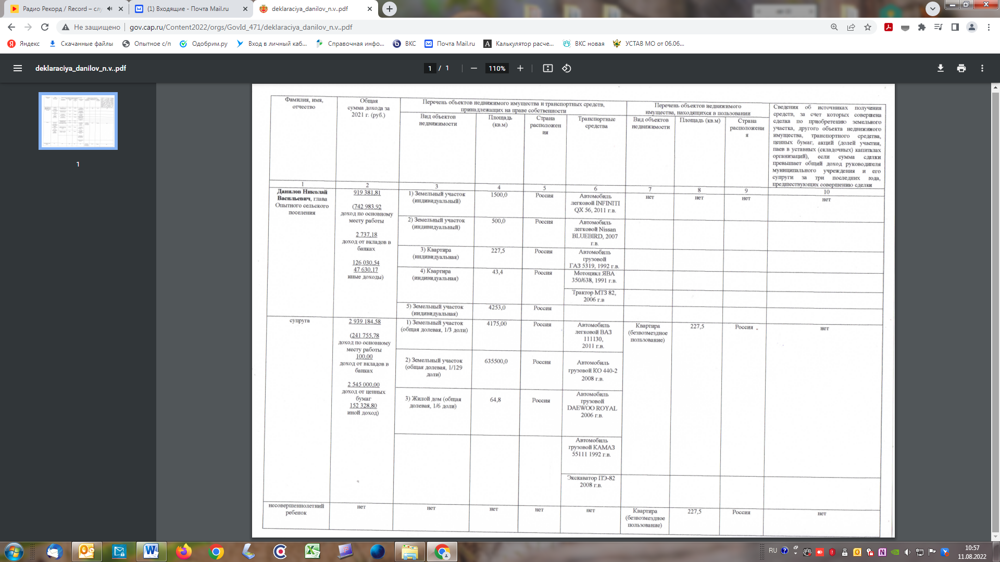 Радио Рекорд / Record – слу
(1) Входящие - Почта Mail.ru
deklaraciya_danilov_n.v..pdf
Не защищено
gov.cap.ru/Content2022/orgs/GovId_471/deklaraciya_danilov_n.v..pdf
Яндекс
Скачанные файлы
Опытное с/п
Одобрим.ру
Вход в личный каб...
Справочная инфо...
ВКС
Почта Mail.ru
Калькулятор расче...
ВКС новая
УСТАВ МО от 06.06...
deklaraciya_danilov_n.v..pdf
1 / 1
110%
1
Фамилия, имя,
отчество
Общая
сумма дохода за
2021 г. (руб.)
Перечень объектов недвижимого имущества и транспортных средств,
принадлежащих на праве собственности
Вид объектов
недвижимости
Площадь
(кв.м)
Страна
расположен
ия
Транспортные
средства
Перечень объектов недвижимого
имущества, находящихся в пользовании
Вид объектов
недвижимости
Площадь (кв.м)
Страна
расположени
я
Сведения об источниках получения
средств, за счет которых совершена
сделка по приобретению земельного
участка, другого объекта недвижимого
имущества, транспортного средства,
ценных бумаг, акций (долей участия,
паев в уставных (складочных) капиталах
организаций), если сумма сделки
превышает общий доход руководителя
муниципального учреждения и его
супруги за три последних года,
предшествующих совершению сделки
1
2
3
4
5
6
7
8
9
10
Данилов Николай
Васильевич, глава
Опытного сельского
поселения
919 381,81
(742 983,92
доход по основному
месту работы
2 737,18
доход от вкладов в
банках
126 030,54
47 630,17
иные доходы)
1) Земельный участок
(индивидуальный)
1500,0
Россия
Автомобиль
легковой INFINITI
QX 56, 2011 г.в.
нет
нет
нет
нет
2) Земельный участок
(индивидуальный)
500,0
Россия
Автомобиль
легковой Nissan
BLUEBIRD, 2007
г.в.
3) Квартира
(индивидуальная)
227,5
Россия
Автомобиль
грузовой
ГАЗ 5319, 1992 г.в.
4) Квартира
(индивидуальная)
43,4
Россия
Мотоцикл ЯВА
350/638, 1991 г.в.
Трактор МТЗ 82,
2006 г.в
5) Земельный участок
(индивидуальная)
4253,0
Россия
супруга
2 939 184,58
(241 755,78
доход по основному
месту работы
100,00
доход от вкладов в
банках
2 545 000,00
доход от ценных
бумаг
152 328,80
иной доход)
1) Земельный участок
(общая долевая, 1/3 доли)
4175,00
Россия
Автомобиль
легковой ВАЗ
111130,
2011 г.в.
Квартира
(безвозмездное
пользование)
227,5
Россия
нет
2) Земельный участок
(общая долевая, 1/129
доли)
635500,0
Россия
Автомобиль
грузовой КО 440-2
2008 г.в.
3) Жилой дом (общая
долевая, 1/6 доли)
64,8
Россия
Автомобиль
грузовой
DAEWOO ROYAL
2006 г.в.
Автомобиль
грузовой КАМАЗ
55111 1992 г.в.
Экскаватор ПЭ-82
2008 г.в.
несовершеннолетний
ребенок
нет
нет
нет
нет
нет
Квартира
(безвозмездное
пользование)
227,5
Россия
нет
RU
10:57
11.08.2022